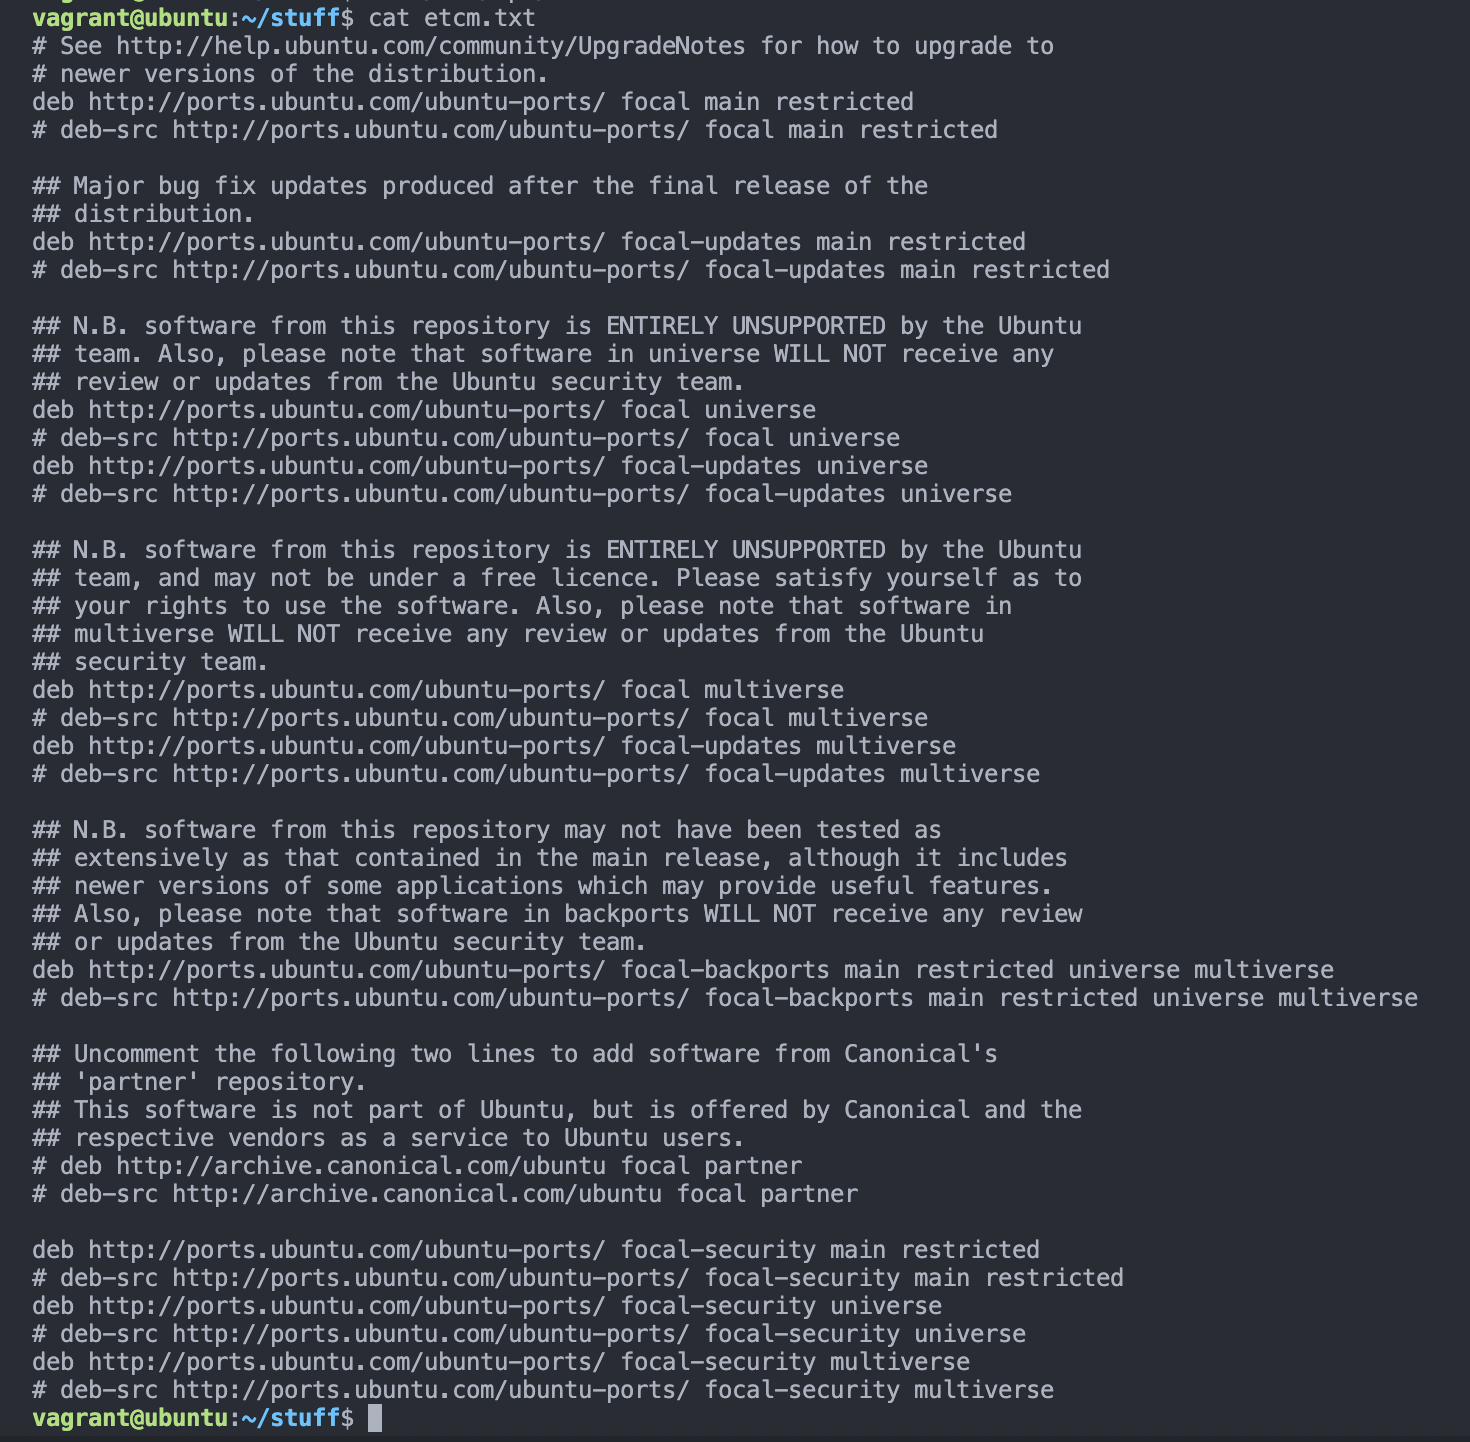 vagrant@ubuntu:~/stuff$ cat etcm.txt
# See http://help.ubuntu.com/community/UpgradeNotes for how to upgrade to
# newer versions of the distribution.
deb http://ports.ubuntu.com/ubuntu-ports/ focal main restricted
# deb-src http://ports.ubuntu.com/ubuntu-ports/ focal main restricted

## Major bug fix updates produced after the final release of the
## distribution.
deb http://ports.ubuntu.com/ubuntu-ports/ focal-updates main restricted
# deb-src http://ports.ubuntu.com/ubuntu-ports/ focal-updates main restricted

## N.B. software from this repository is ENTIRELY UNSUPPORTED by the Ubuntu
## team. Also, please note that software in universe WILL NOT receive any
## review or updates from the Ubuntu security team.
deb http://ports.ubuntu.com/ubuntu-ports/ focal universe
# deb-src http://ports.ubuntu.com/ubuntu-ports/ focal universe
deb http://ports.ubuntu.com/ubuntu-ports/ focal-updates universe
# deb-src http://ports.ubuntu.com/ubuntu-ports/ focal-updates universe

## N.B. software from this repository is ENTIRELY UNSUPPORTED by the Ubuntu
## team, and may not be under a free licence. Please satisfy yourself as to
## your rights to use the software. Also, please note that software in
## multiverse WILL NOT receive any review or updates from the Ubuntu
## security team.
deb http://ports.ubuntu.com/ubuntu-ports/ focal multiverse
# deb-src http://ports.ubuntu.com/ubuntu-ports/ focal multiverse
deb http://ports.ubuntu.com/ubuntu-ports/ focal-updates multiverse
# deb-src http://ports.ubuntu.com/ubuntu-ports/ focal-updates multiverse

## N.B. software from this repository may not have been tested as
## extensively as that contained in the main release, although it includes
## newer versions of some applications which may provide useful features.
## Also, please note that software in backports WILL NOT receive any review
## or updates from the Ubuntu security team.
deb http://ports.ubuntu.com/ubuntu-ports/ focal-backports main restricted universe multiverse
# deb-src http://ports.ubuntu.com/ubuntu-ports/ focal-backports main restricted universe multiverse

## Uncomment the following two lines to add software from Canonical's
## 'partner' repository.
## This software is not part of Ubuntu, but is offered by Canonical and the
## respective vendors as a service to Ubuntu users.
# deb http://archive.canonical.com/ubuntu focal partner
# deb-src http://archive.canonical.com/ubuntu focal partner

deb http://ports.ubuntu.com/ubuntu-ports/ focal-security main restricted
# deb-src http://ports.ubuntu.com/ubuntu-ports/ focal-security main restricted
deb http://ports.ubuntu.com/ubuntu-ports/ focal-security universe
# deb-src http://ports.ubuntu.com/ubuntu-ports/ focal-security universe
deb http://ports.ubuntu.com/ubuntu-ports/ focal-security multiverse
# deb-src http://ports.ubuntu.com/ubuntu-ports/ focal-security multiverse
vagrant@ubuntu:~/stuff$